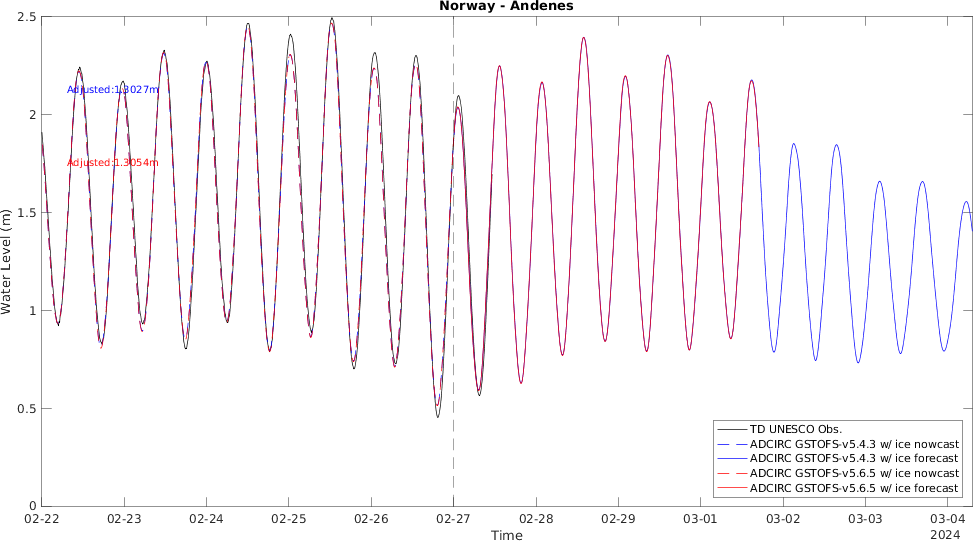 Norway - Andenes
2.5
2
1.5
1
0.5
0
Water Level (m)
Adjusted:1.3027m
Adjusted:1.3054m
TD UNESCO Obs.
ADCIRC GSTOFS-v5.4.3 w/ ice nowcast
ADCIRC GSTOFS-v5.4.3 w/ ice forecast
ADCIRC GSTOFS-v5.6.5 w/ ice nowcast
ADCIRC GSTOFS-v5.6.5 w/ ice forecast
02-22 02-23 02-24 02-25 02-26 02-27 02-28 02-29 03-01 03-02 03-03 03-04
Time 2024